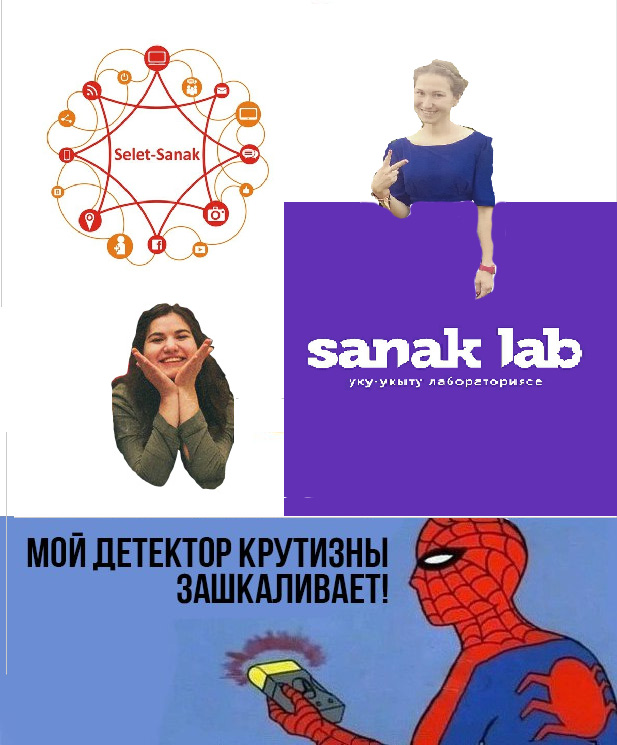 Selet-Sanak
sanak lab
уку-укыту лабораториясе
МОЙ ДЕТЕКТОР КРУТИЗНЫ
ЗАШКАЛИВАЕТ!